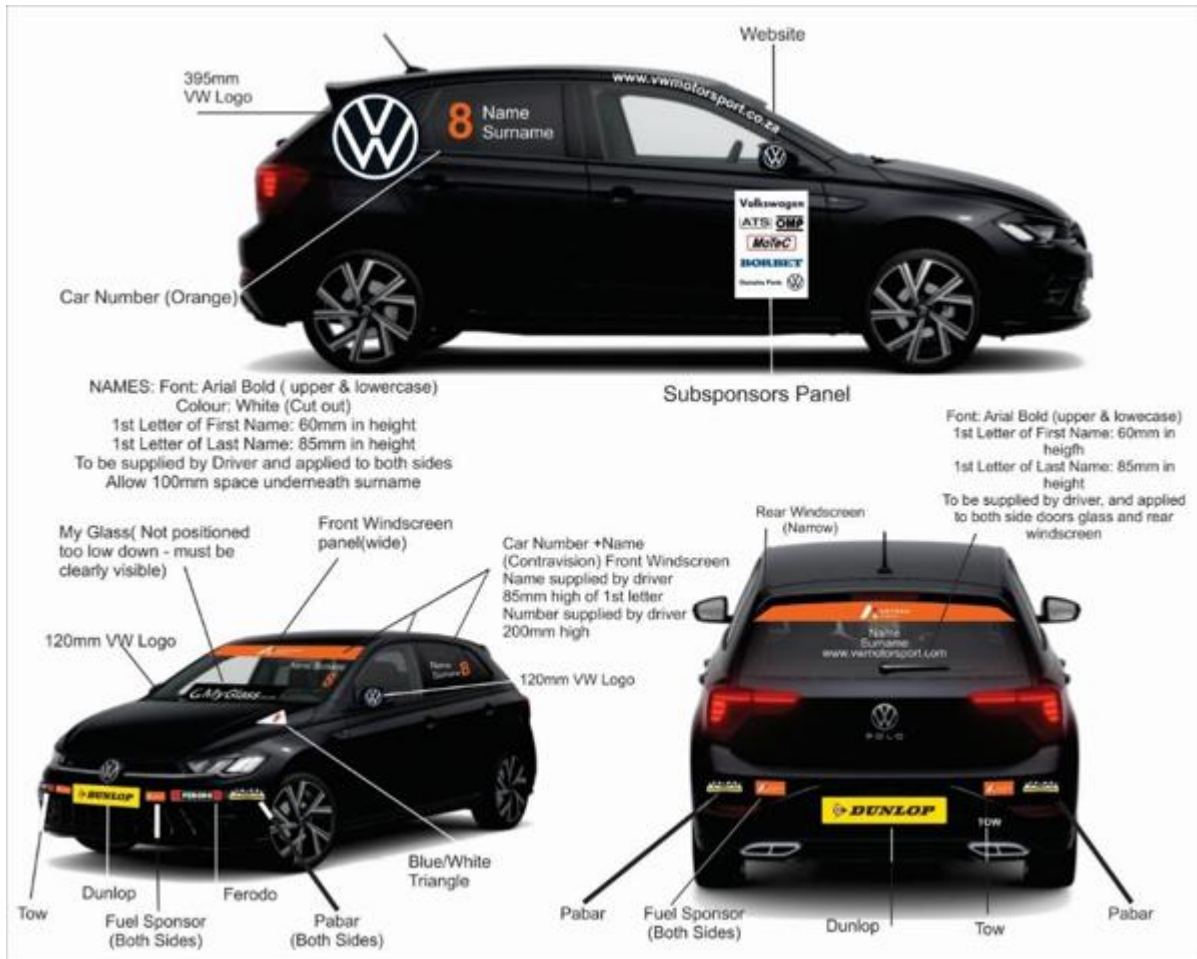 Website
395mm
VW Logo
www.vwmotorsport.co.za
8 Name
Surname
Volkswagen
ATS OMP
MoTeC
BORBET
Genuine Parts
Car Number (Orange)
Subsponsors Panel
NAMES: Font: Arial Bold ( upper & lowercase)
Colour: White (Cut out)
1st Letter of First Name: 60mm in height
1st Letter of Last Name: 85mm in height
To be supplied by Driver and applied to both sides
Allow 100mm space underneath surname
Font: Arial Bold (upper & lowecase)
1st Letter of First Name: 60mm in
heigfh
1st Letter of Last Name: 85mm in
height
To be supplied by driver, and applied
to both side doors glass and rear
windscreen
My Glass( Not positioned
too low down - must be
clearly visible)
Front Windscreen
panel(wide)
Car Number +Name
(Contravision) Front Windscreen
Name supplied by driver
85mm high of 1st letter
Number supplied by driver
200mm high
Rear Windscreen
(Narrow)
120mm VW Logo
Name Surname
8
Name
Surname 8
MyGlass
120mm VW Logo
Name
Surname
www.vwmotorsport.com
POLO
DUNLOP
FERODO
DUNLOP
TOW
Blue/White
Triangle
Tow
Dunlop
Fuel Sponsor
(Both Sides)
Ferodo
Pabar
(Both Sides)
Pabar
Fuel Sponsor
(Both Sides)
Dunlop
Tow
Pabar